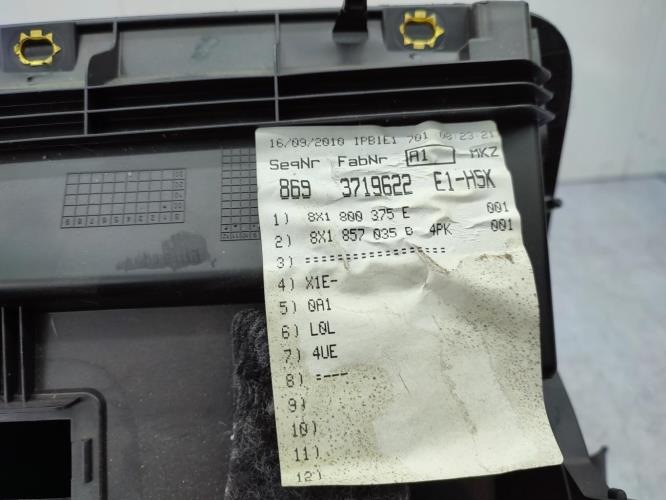 16/09/2010 IPB1E1 701 08:23:21
SeqNr FabNr A1 MKZ
869 3719622 E1-H5K
1) 8X1 800 375 E 001
2) 8X1 857 035 D 4PK 001
3) ==================
4) X1E-
5) 0A1
6) L0L
7) 4UE
8) =---
9)
10)
11)
12)